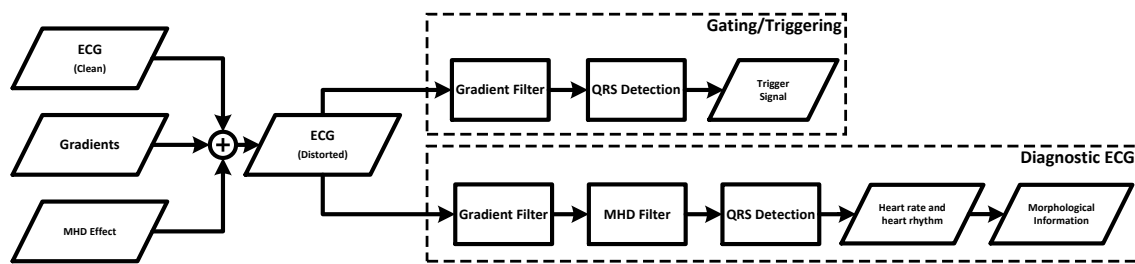 ECG
(Clean)
Gradients
MHD Effect
+
ECG
(Distorted)
Gating/Triggering
Gradient Filter
QRS Detection
Trigger
Signal
Diagnostic ECG
Gradient Filter
MHD Filter
QRS Detection
Heart rate and
heart rhythm
Morphological
Information